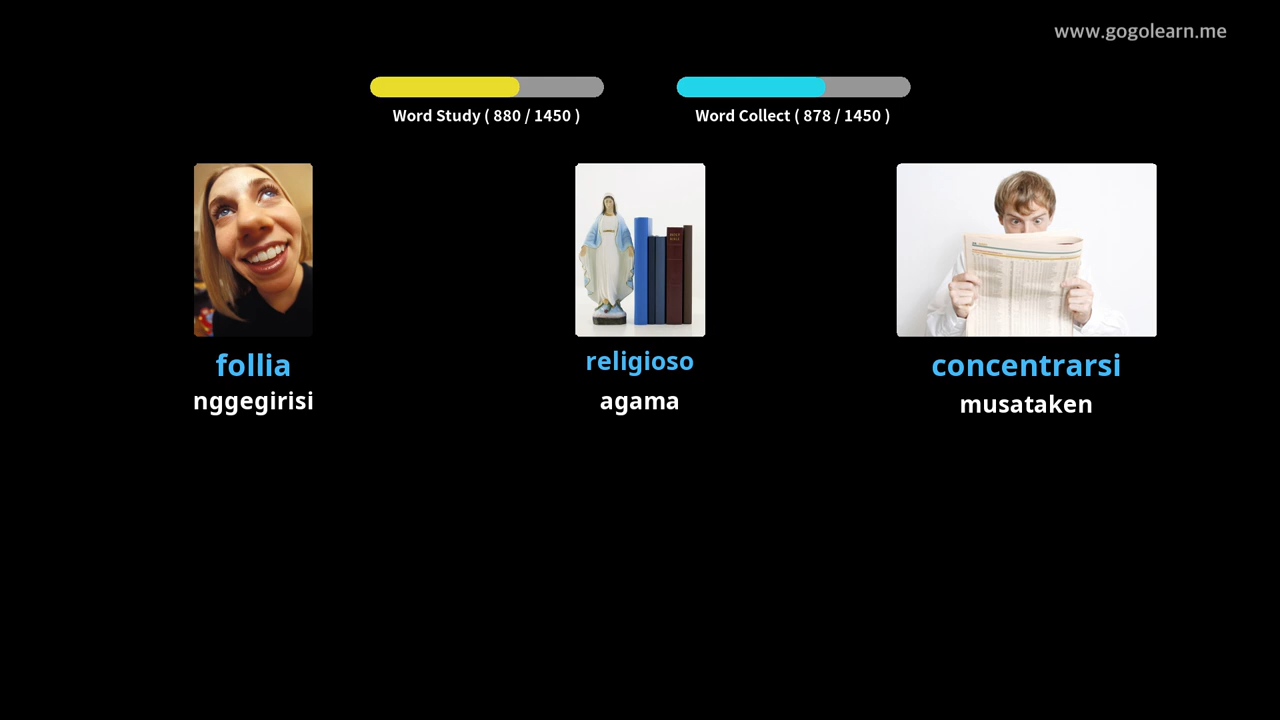 www.gogolearn.me
Word Study ( 880 / 1450 )
Word Collect ( 878 / 1450 )
follia
nggegirisi
religioso
agama
concentrarsi
musataken